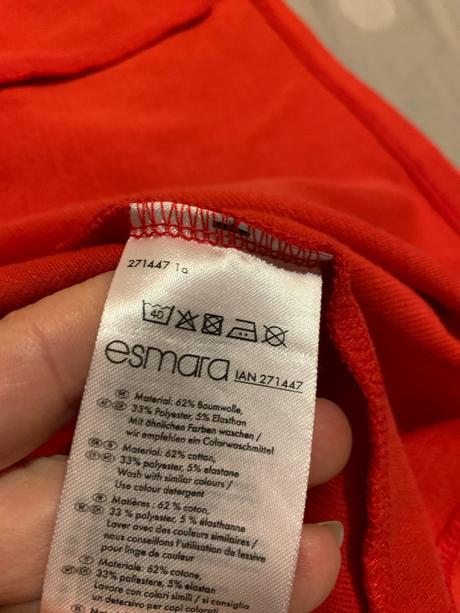 271447 1a
40
esmara IAN 271447
Material: 62% Baumwolle,
33% Polyester, 5% Elasthan
Mit ähnlichen Farben waschen /
wir empfehlen ein Colorwaschmittel
Material: 62% cotton,
33% polyester, 5% elastane
Wash with similar colours /
Use colour detergent
Matières: 62 % coton,
33 % polyester, 5 % élasthanne
Laver avec des couleurs similaires /
nous conseillons l'utilisation de lessive
pour linge de couleur
Materiale: 62% cotone,
33% poliestere, 5% elastan
Lavare con colori simili / si consiglia
un detersivo per capi colorati